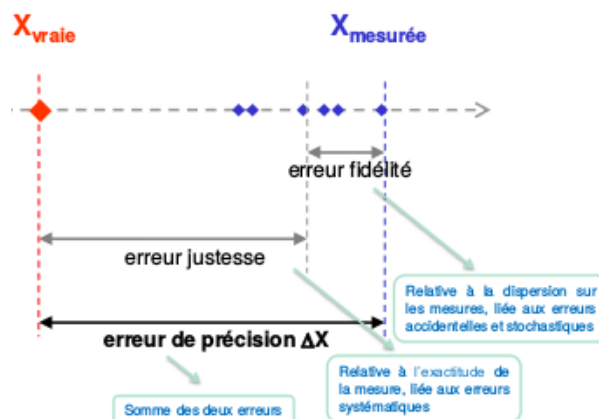 Xvraie
Xmesurée
erreur fidélité
erreur justesse
Relative à la dispersion sur
les mesures, liée aux erreurs
accidentelles et stochastiques
erreur de précision ΔX
Relative à l'exactitude de
la mesure, liée aux erreurs
systématiques
Somme des deux erreurs